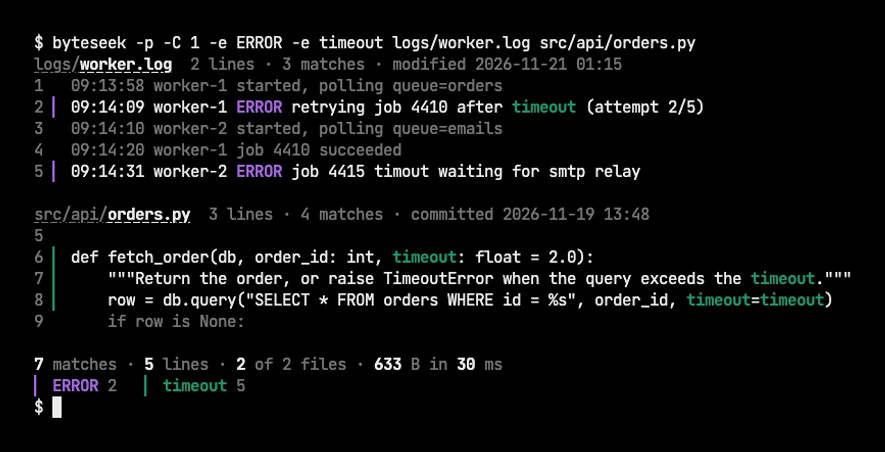 $ byteseek -p -C 1 -e ERROR -e timeout logs/worker.log src/api/orders.py
logs/worker.log  2 lines · 3 matches · modified 2026-11-21 01:15
1   09:13:58 worker-1 started, polling queue=orders
2   09:14:09 worker-1 ERROR retrying job 4410 after timeout (attempt 2/5)
3   09:14:10 worker-2 started, polling queue=emails
4   09:14:20 worker-1 job 4410 succeeded
5   09:14:31 worker-2 ERROR job 4415 timout waiting for smtp relay
src/api/orders.py  3 lines · 4 matches · committed 2026-11-19 13:48
5
6   def fetch_order(db, order_id: int, timeout: float = 2.0):
7       """Return the order, or raise TimeoutError when the query exceeds the timeout."""
8       row = db.query("SELECT * FROM orders WHERE id = %s", order_id, timeout=timeout)
9       if row is None:
7 matches · 5 lines · 2 of 2 files · 633 B in 30 ms
ERROR 2   timeout 5
$